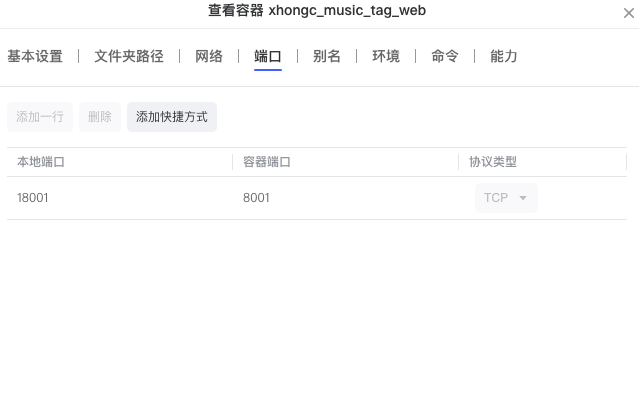 查看容器 xhongc_music_tag_web
基本设置 文件夹路径 网络 端口 别名 环境 命令 能力
添加一行 删除 添加快捷方式
本地端口 容器端口 协议类型
18001 8001 TCP